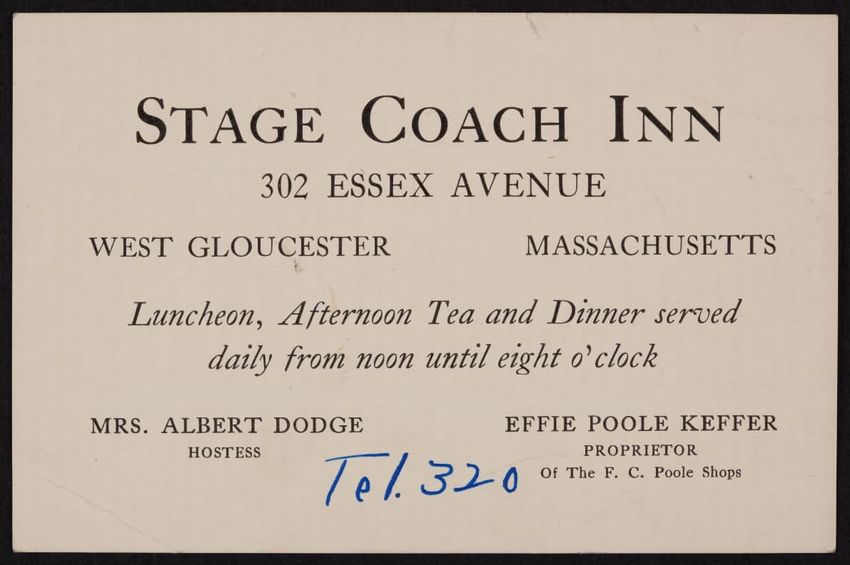 STAGE COACH INN
302 ESSEX AVENUE
WEST GLOUCESTER MASSACHUSETTS
Luncheon, Afternoon Tea and Dinner served
daily from noon until eight o'clock
MRS. ALBERT DODGE EFFIE POOLE KEFFER
HOSTESS PROPRIETOR
Of The F. C. Poole Shops
Tel. 320